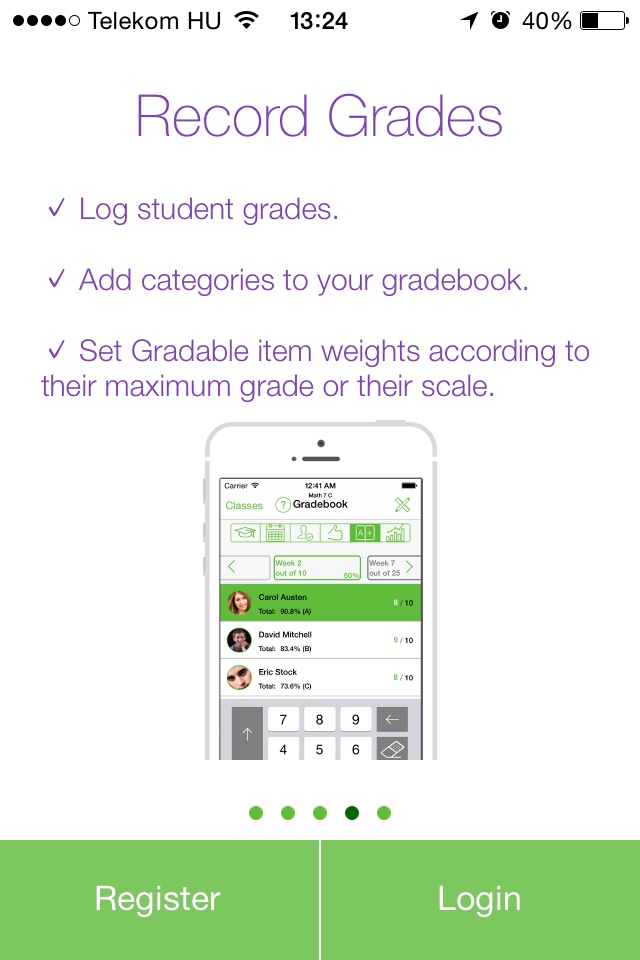 Telekom HU 13:24 40%
Record Grades
✓ Log student grades.
✓ Add categories to your gradebook.
✓ Set Gradable item weights according to
their maximum grade or their scale.
Carrier 12:41 AM
Math 7 C
Classes ? Gradebook
A+
Week 2 Week 7
out of 10 50% out of 25
Carol Austen
Total: 90.8% (A) 8 / 10
David Mitchell
Total: 83.4% (B) 9 / 10
Eric Stock
Total: 73.6% (C) 8 / 10
7 8 9 ←
↑ 4 5 6
Register Login